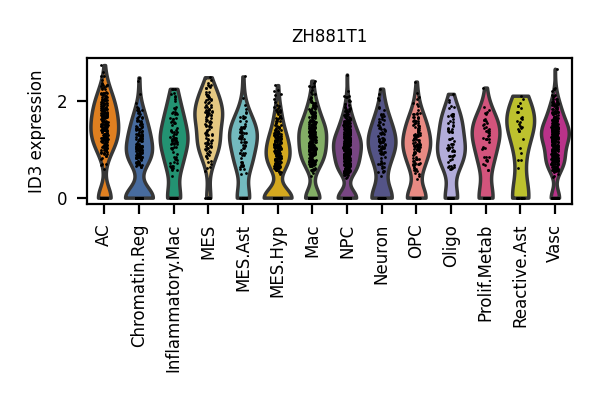 ZH881T1
ID3 expression
2
0
AC
Chromatin.Reg
Inflammatory.Mac
MES
MES.Ast
MES.Hyp
Mac
NPC
Neuron
OPC
Oligo
Prolif.Metab
Reactive.Ast
Vasc